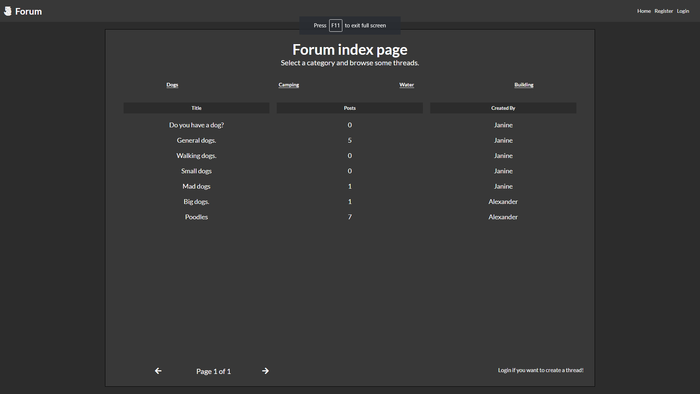 Forum
Home Register Login
Press F11 to exit full screen
Forum index page
Select a category and browse some threads.
Dogs Camping Water Building
Title Posts Created By
Do you have a dog? 0 Janine
General dogs. 5 Janine
Walking dogs. 0 Janine
Small dogs 0 Janine
Mad dogs 1 Janine
Big dogs. 1 Alexander
Poodles 7 Alexander
Page 1 of 1
Login if you want to create a thread!